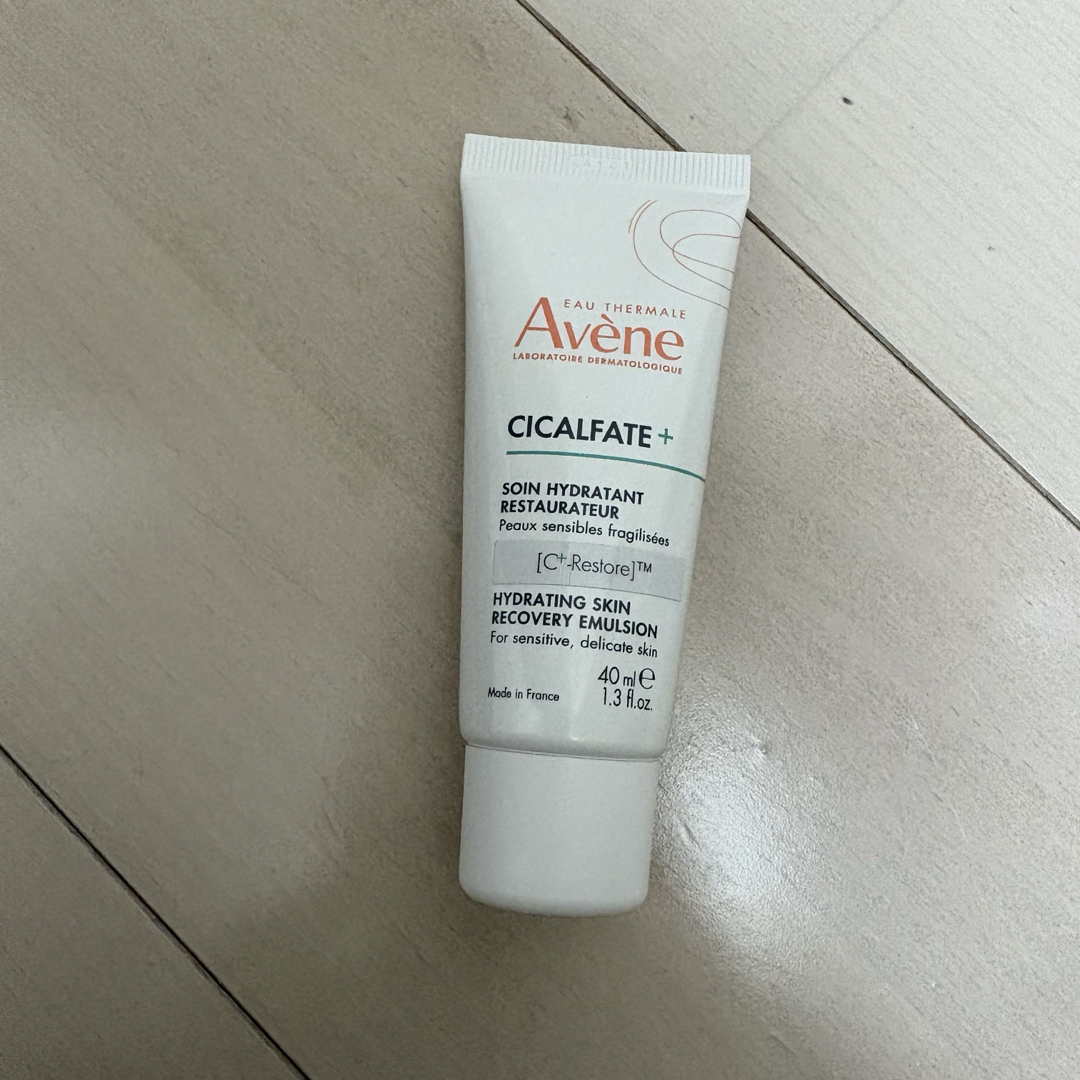 EAU THERMALE
Avène
LABORATOIRE DERMATOLOGIQUE
CICALFATE+
SOIN HYDRATANT
RESTAURATEUR
Peaux sensibles fragilisées
[C+-Restore]™
HYDRATING SKIN
RECOVERY EMULSION
For sensitive, delicate skin
40 ml℮
Made in France 1.3 fl.oz.